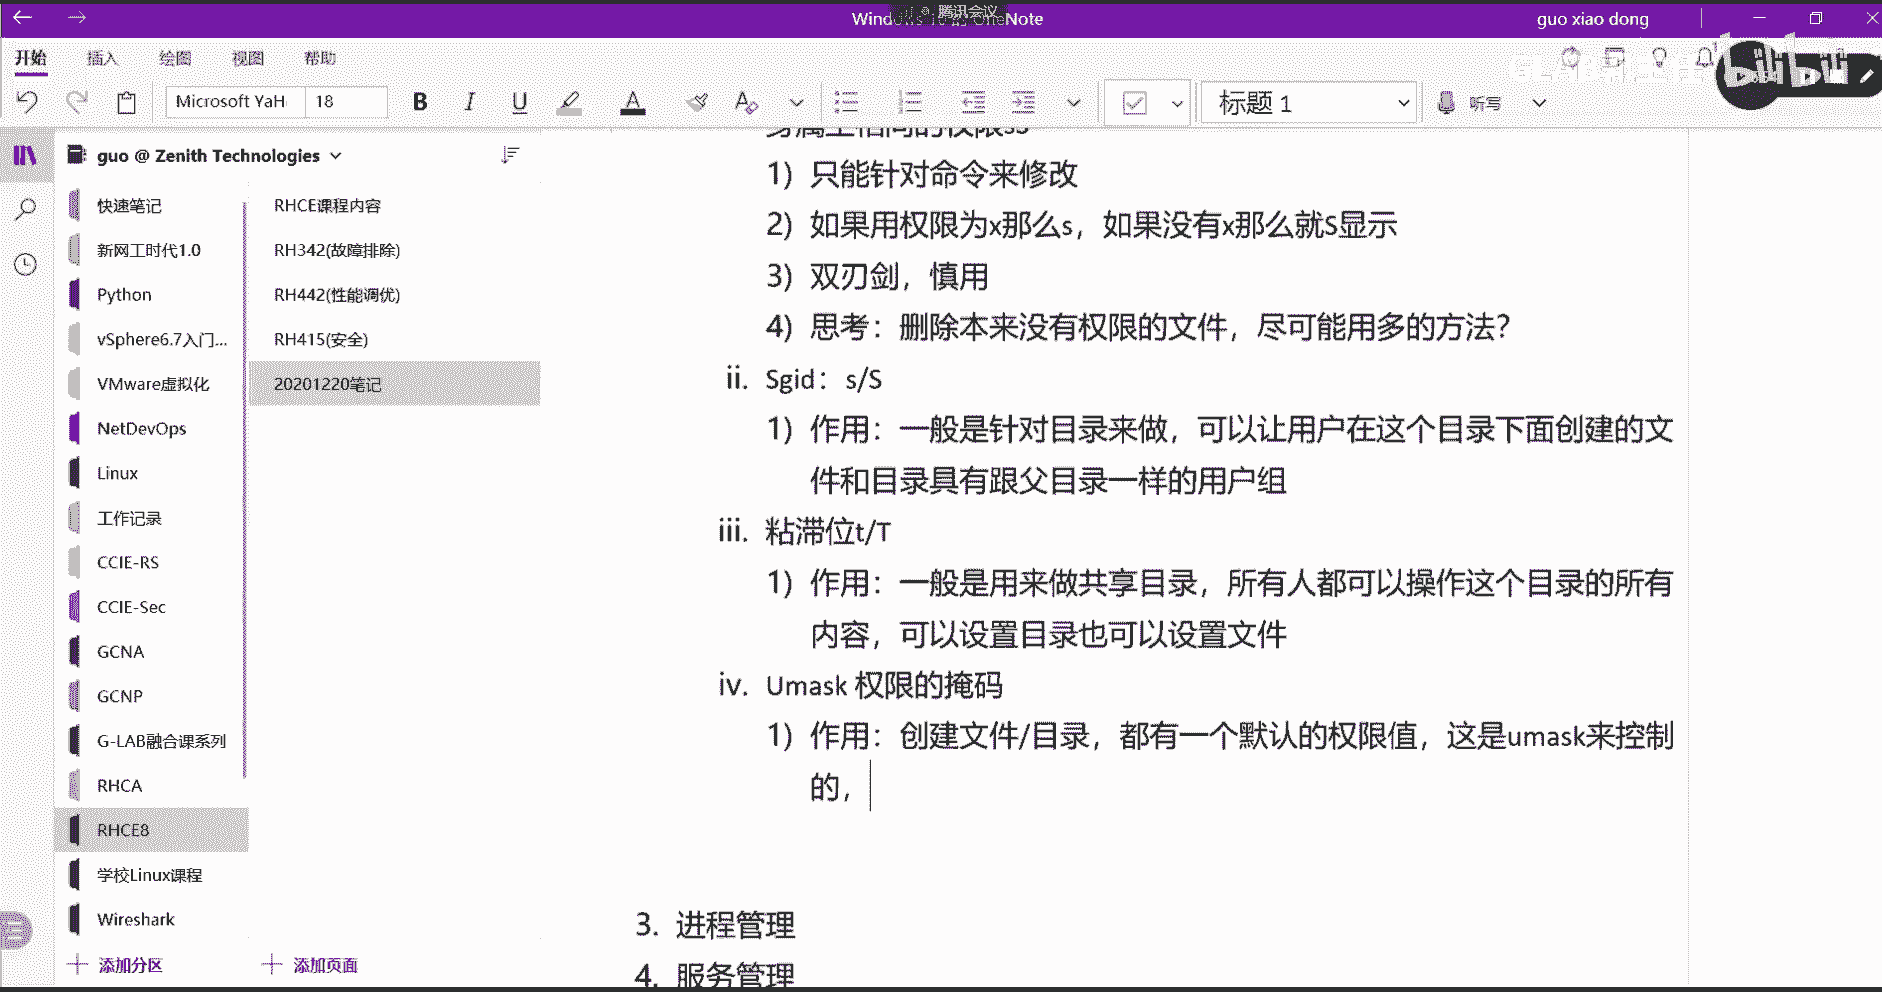 腾讯会议
OneNote
guo xiao dong
开始 插入 绘图 视图 帮助
bilibili
Microsoft YaHe 18 B I U A 标题 1 听写
guo @ Zenith Technologies
快速笔记
新网工时代1.0
Python
vSphere6.7入门...
VMware虚拟化
NetDevOps
Linux
工作记录
CCIE-RS
CCIE-Sec
GCNA
GCNP
G-LAB融合课系列
RHCA
RHCE8
学校Linux课程
Wireshark
添加分区
RHCE课程内容
RH342(故障排除)
RH442(性能调优)
RH415(安全)
20201220笔记
添加页面
1) 只能针对命令来修改
2) 如果用权限为x那么s，如果没有x那么就S显示
3) 双刃剑，慎用
4) 思考：删除本来没有权限的文件，尽可能用多的方法？
ii. Sgid：s/S
1) 作用：一般是针对目录来做，可以让用户在这个目录下面创建的文
件和目录具有跟父目录一样的用户组
iii. 粘滞位t/T
1) 作用：一般是用来做共享目录，所有人都可以操作这个目录的所有
内容，可以设置目录也可以设置文件
iv. Umask 权限的掩码
1) 作用：创建文件/目录，都有一个默认的权限值，这是umask来控制
的，
3. 进程管理
4. 服务管理